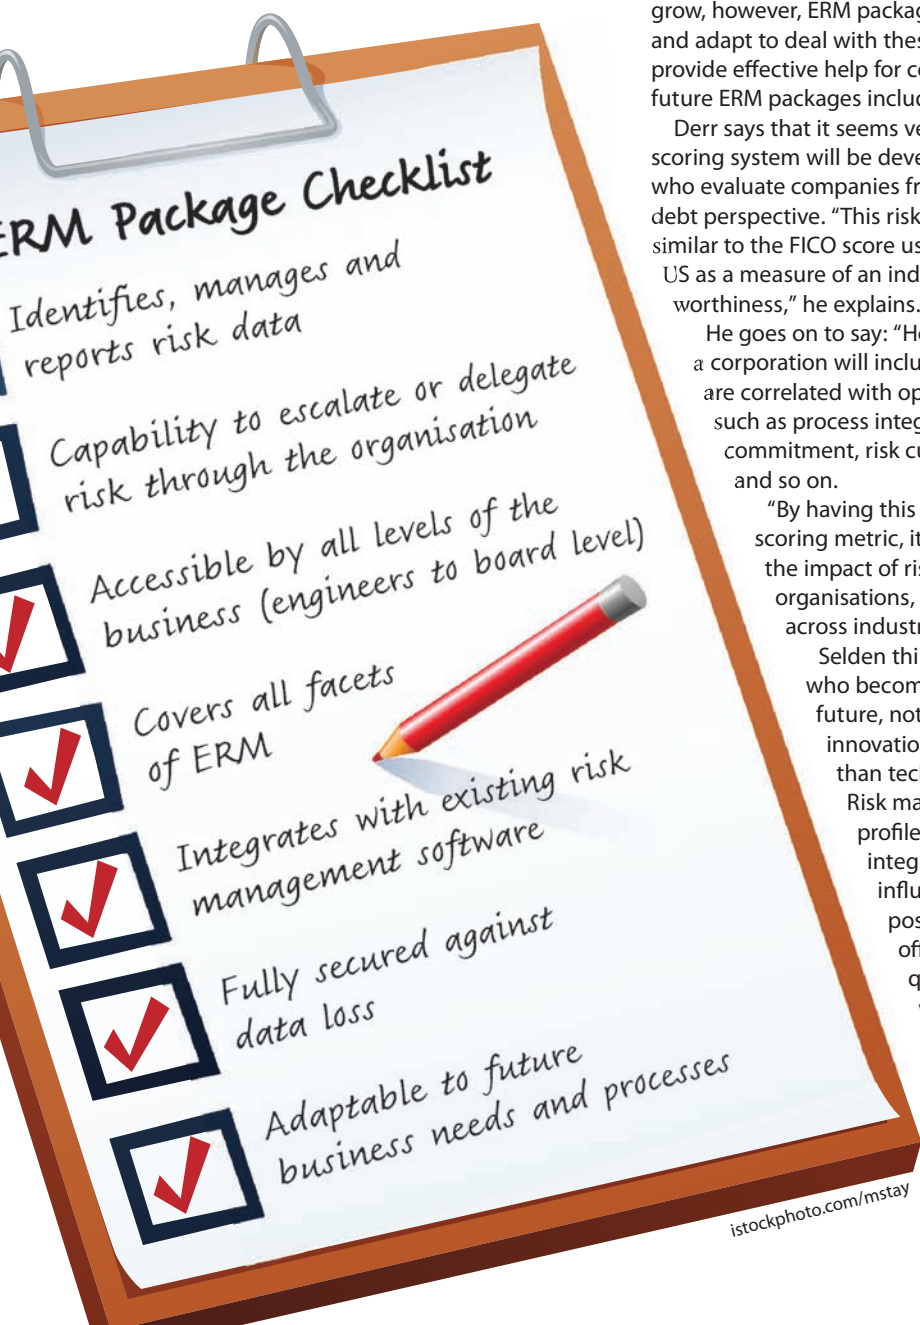 ERM Package Checklist
Identifies, manages and
reports risk data
Capability to escalate or delegate
risk through the organisation
Accessible by all levels of the
business (engineers to board level)
Covers all facets
of ERM
Integrates with existing risk
management software
Fully secured against
data loss
Adaptable to future
business needs and processes
istockphoto.com/mstay
grow, however, ERM packag
and adapt to deal with thes
provide effective help for c
future ERM packages includ
Derr says that it seems ve
scoring system will be deve
who evaluate companies fr
debt perspective. “This risk
similar to the FICO score us
US as a measure of an ind
worthiness,” he explains.
He goes on to say: “Ho
a corporation will inclu
are correlated with op
such as process integ
commitment, risk cu
and so on.
“By having this
scoring metric, it
the impact of ris
organisations,
across industr
Selden thi
who becom
future, not
innovatio
than tec
Risk ma
profile
integ
influ
pos
off
q